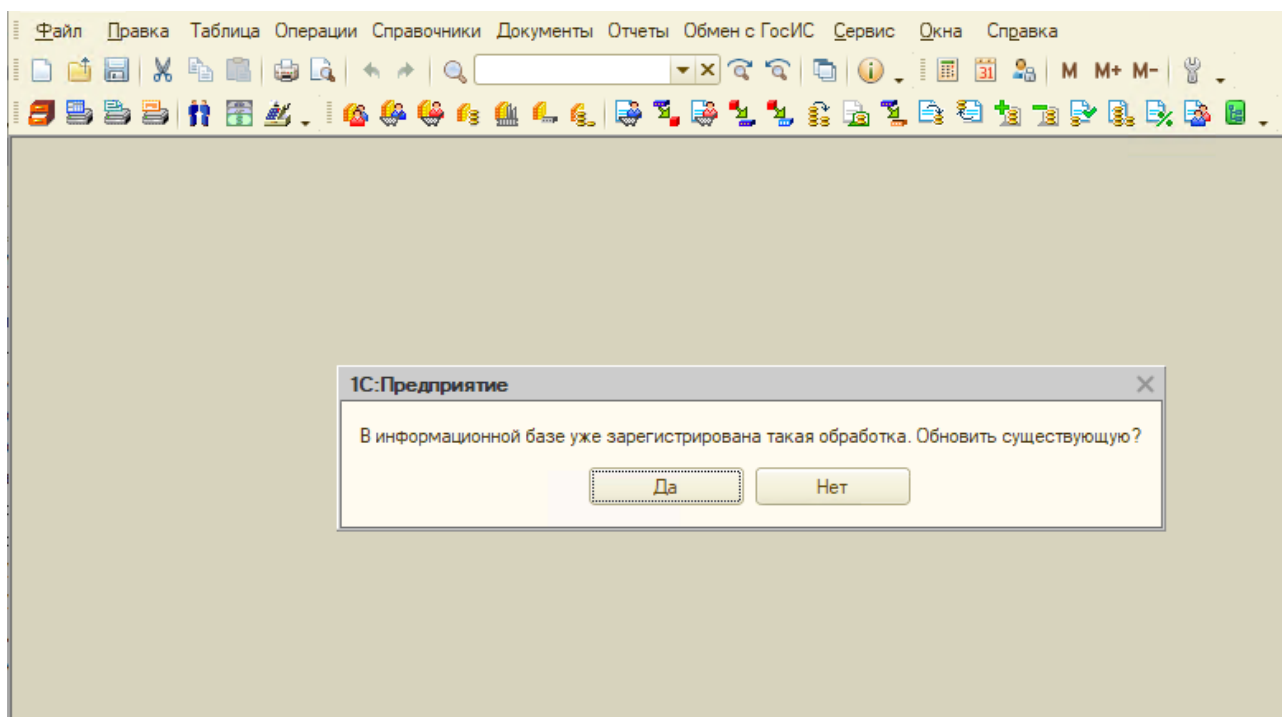 Файл Правка Таблица Операции Справочники Документы Отчеты Обмен с ГосИС Сервис Окна Справка
31 M M+ M-
1С:Предприятие
В информационной базе уже зарегистрирована такая обработка. Обновить существующую?
Да Нет